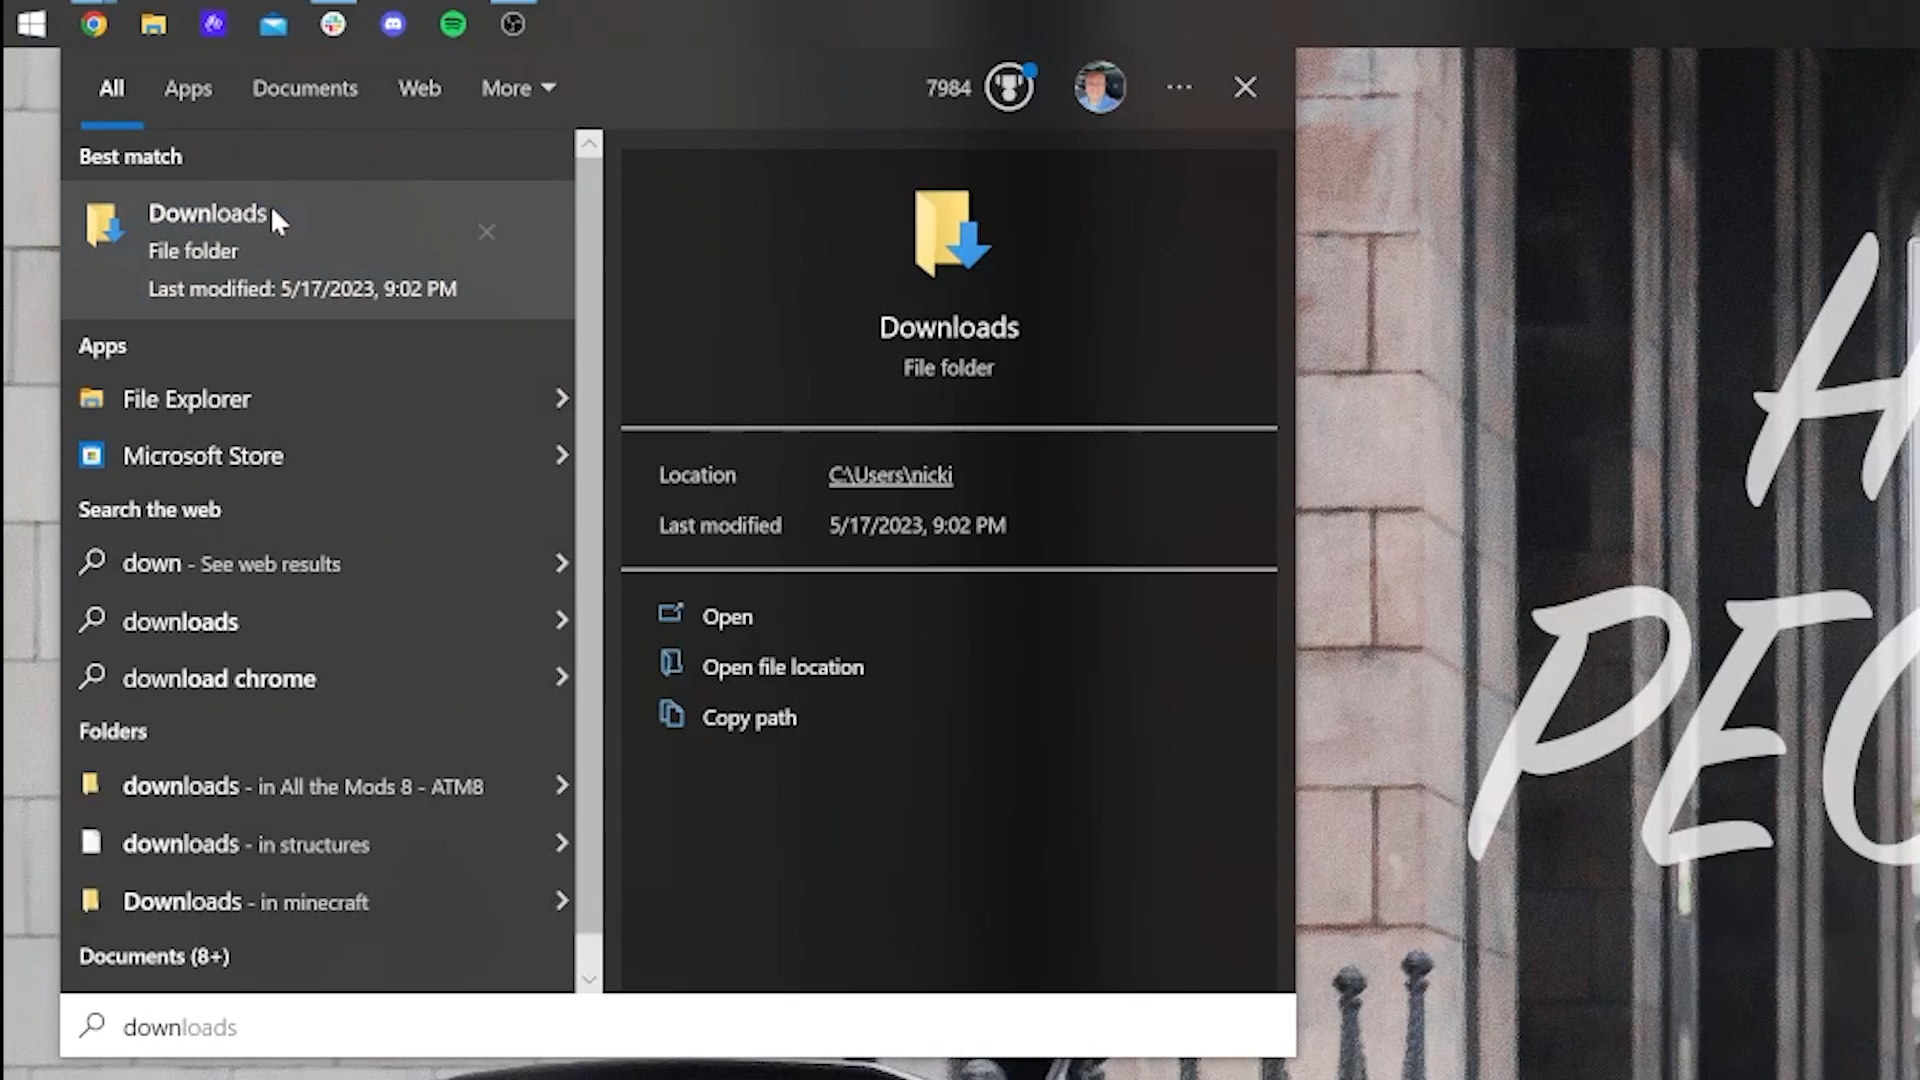 All
Apps
Documents
Web
More
7984
Best match
Downloads
File folder
Last modified: 5/17/2023, 9:02 PM
Apps
File Explorer
Microsoft Store
Search the web
down - See web results
downloads
download chrome
Folders
downloads - in All the Mods 8 - ATM8
downloads - in structures
Downloads - in minecraft
Documents (8+)
downloads
Downloads
File folder
Location C:\Users\nicki
Last modified 5/17/2023, 9:02 PM
Open
Open file location
Copy path